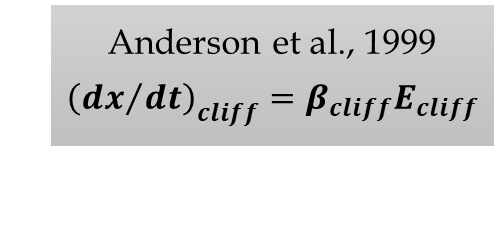 Anderson et al., 1999
(dx/dt)cliff = βcliffEcliff